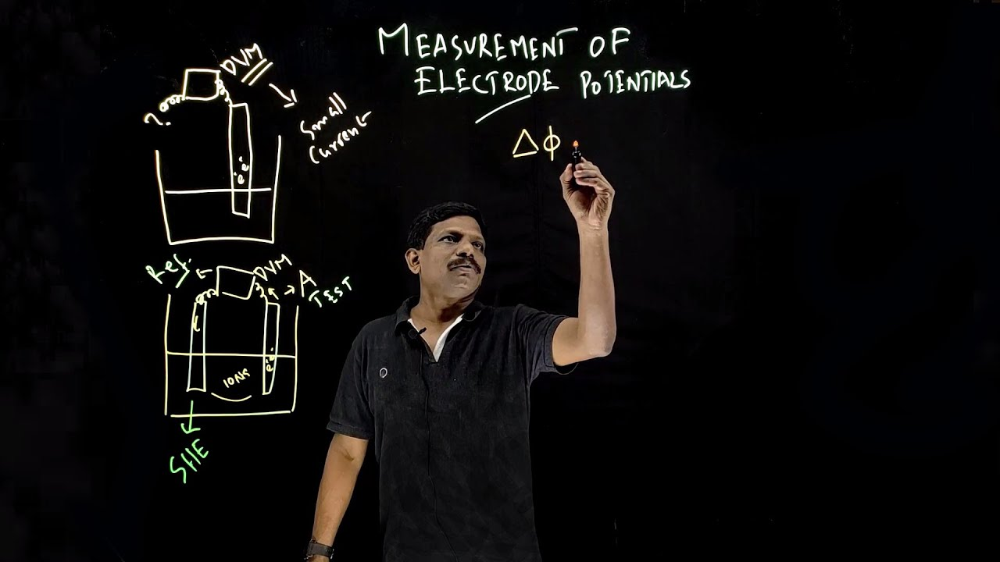 MEASUREMENT OF
ELECTRODE POTENTIALS
Δϕ
DVM
Small
Current
?
e⁻
e⁻
Ref.
DVM
A
TEST
IONS
e⁻
e⁻
SHE